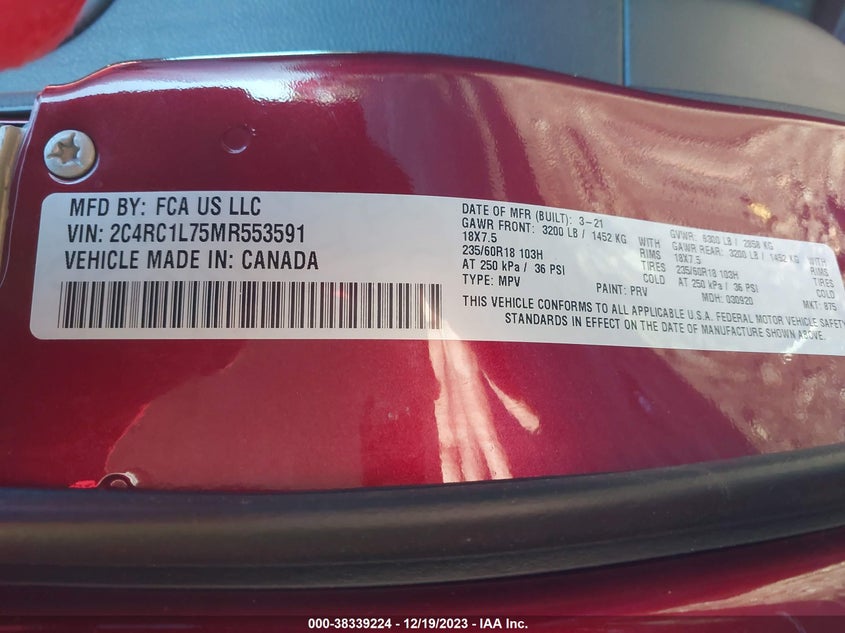 MFD BY: FCA US LLC
VIN: 2C4RC1L75MR553591
VEHICLE MADE IN: CANADA
DATE OF MFR (BUILT): 3-21
GAWR FRONT: 3200 LB / 1452 KG WITH
18X7.5 RIMS
235/60R18 103H TIRES
AT 250 kPa / 36 PSI COLD
TYPE: MPV
GVWR: 6300 LB / 2858 KG
GAWR REAR: 3200 LB / 1452 KG WITH
18X7.5 RIMS
235/60R18 103H TIRES
AT 250 kPa / 36 PSI COLD
PAINT: PRV MDH: 030920 MKT: 875
THIS VEHICLE CONFORMS TO ALL APPLICABLE U.S.A. FEDERAL MOTOR VEHICLE SAFETY
STANDARDS IN EFFECT ON THE DATE OF MANUFACTURE SHOWN ABOVE.
000-38339224 - 12/19/2023 - IAA Inc.